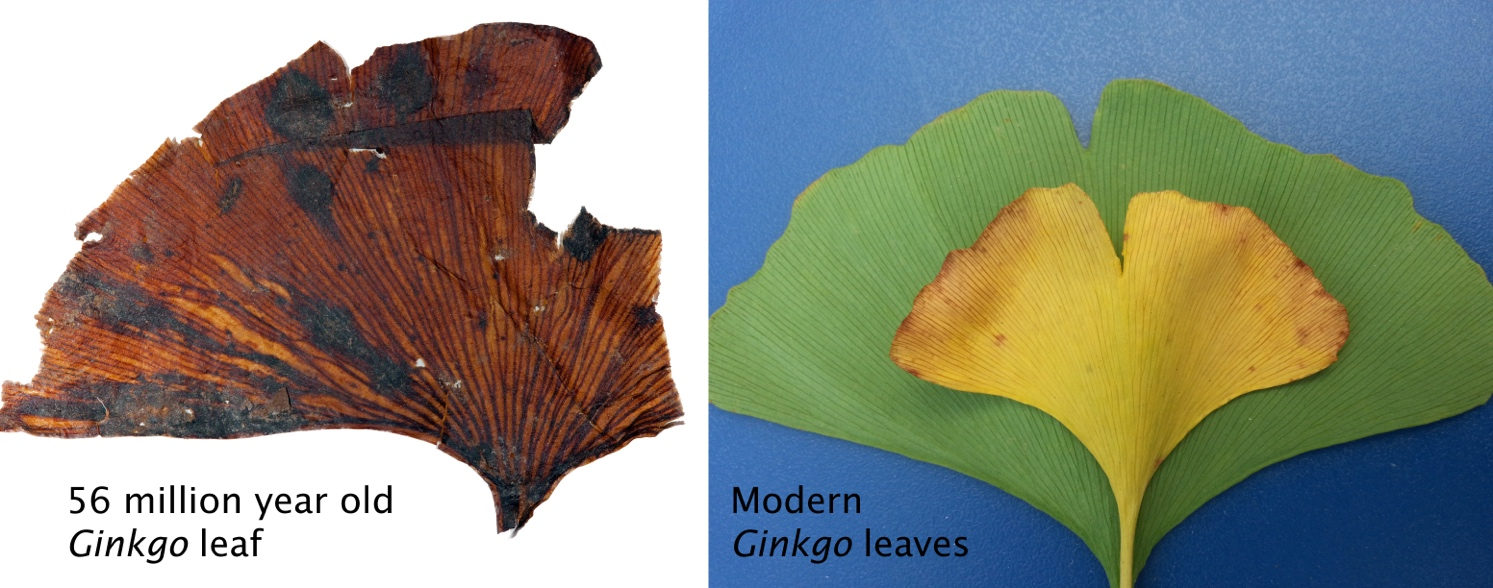 56 million year old
Ginkgo leaf
Modern
Ginkgo leaves